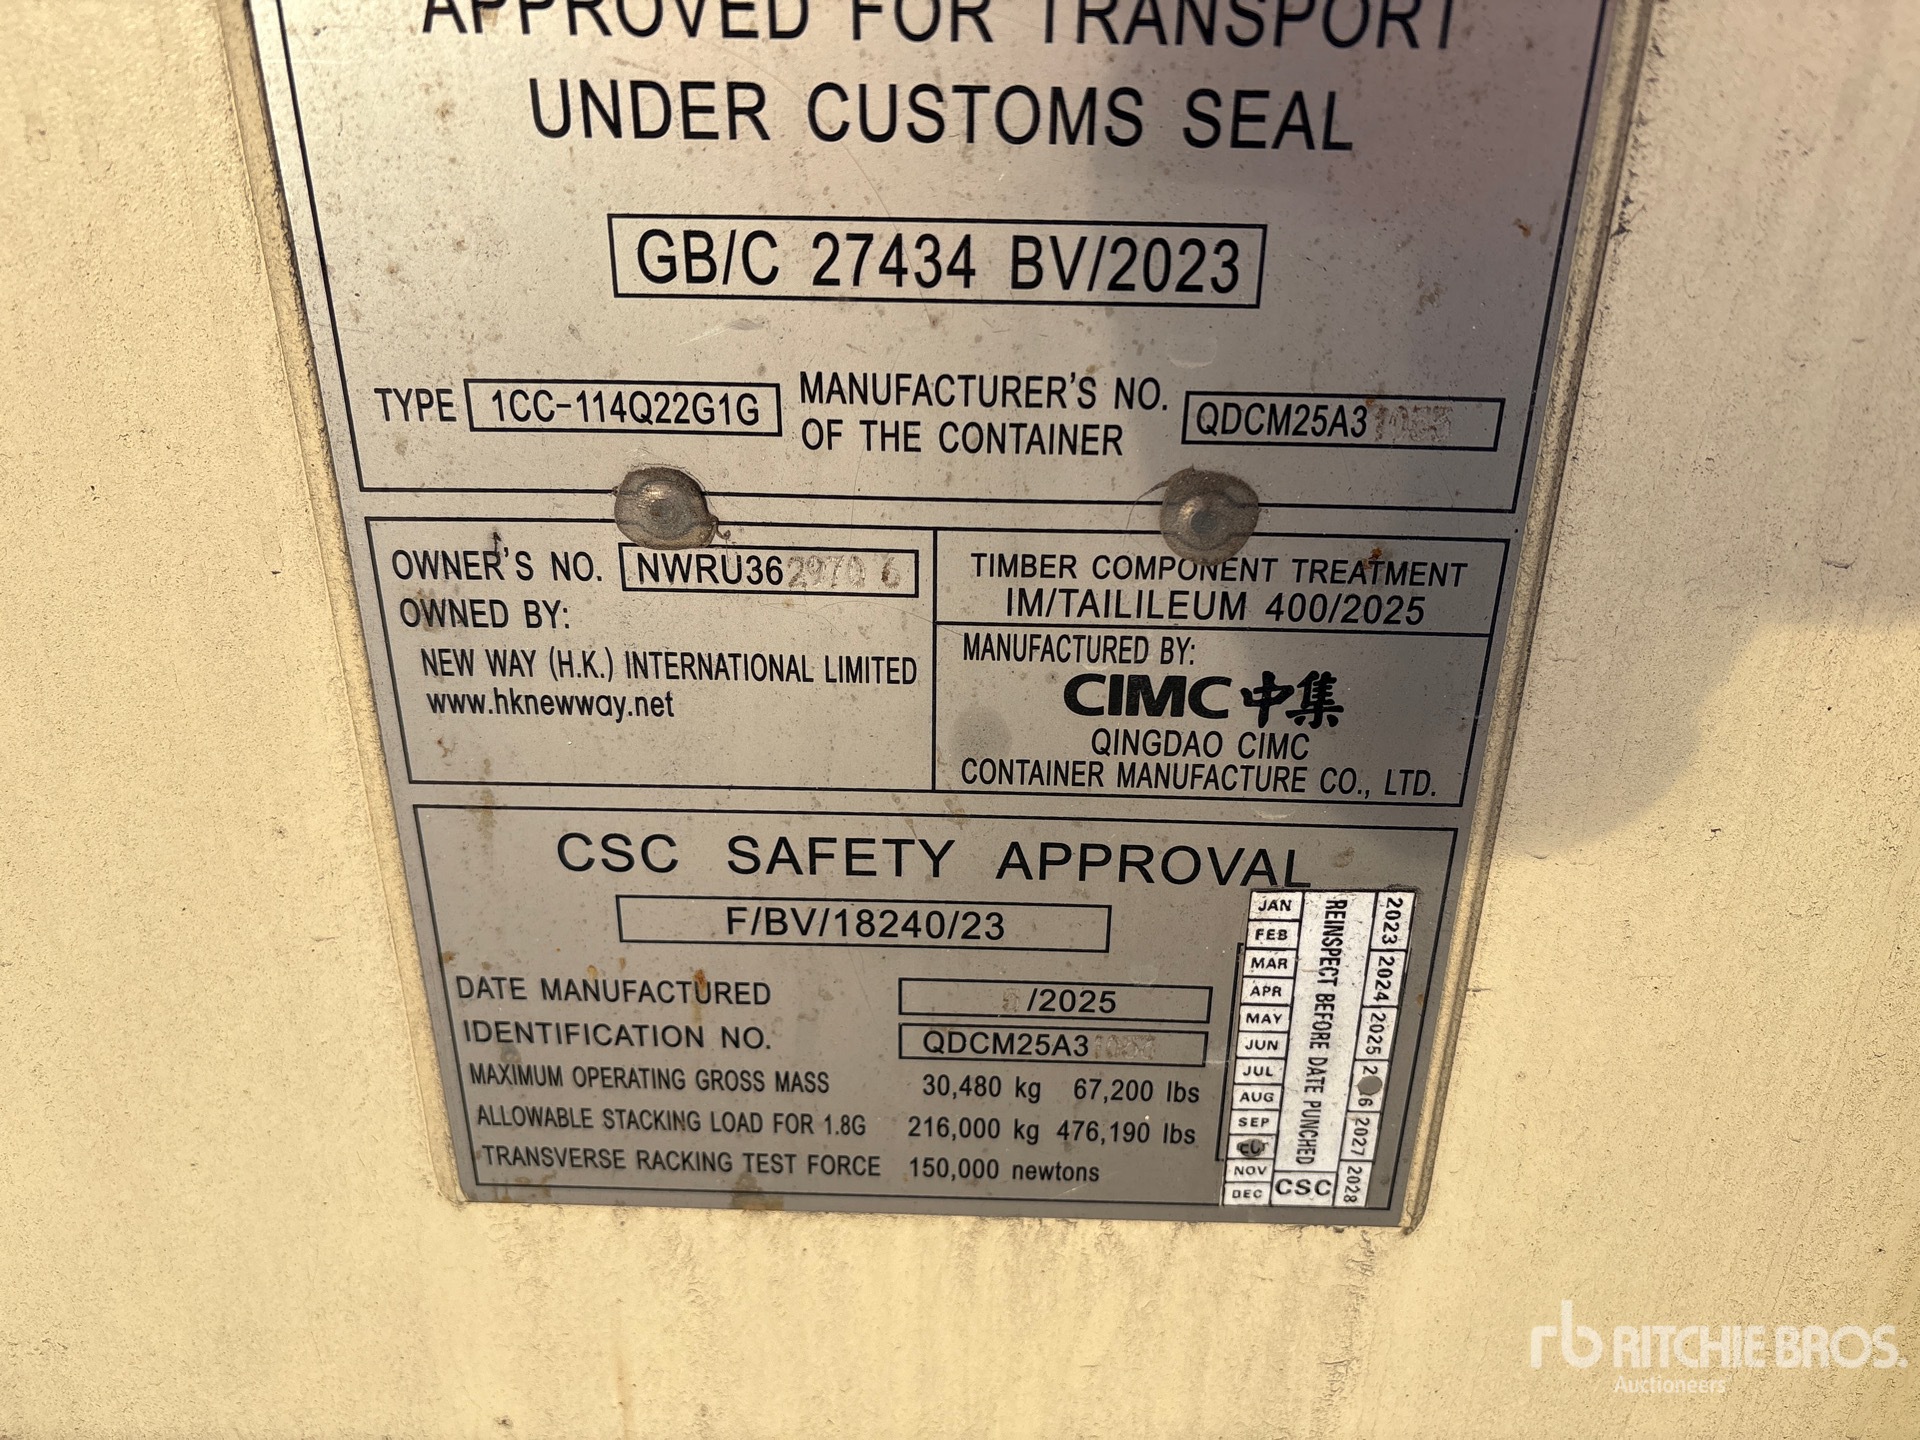 APPROVED FOR TRANSPORT
UNDER CUSTOMS SEAL
GB/C 27434 BV/2023
TYPE 1CC-114Q22G1G
MANUFACTURER'S NO.
OF THE CONTAINER
QDCM25A3
OWNER'S NO. NWRU36
OWNED BY:
NEW WAY (H.K.) INTERNATIONAL LIMITED
www.hknewway.net
TIMBER COMPONENT TREATMENT
IM/TAILILEUM 400/2025
MANUFACTURED BY:
CIMC 中集
QINGDAO CIMC
CONTAINER MANUFACTURE CO., LTD.
CSC SAFETY APPROVAL
F/BV/18240/23
DATE MANUFACTURED /2025
IDENTIFICATION NO. QDCM25A3
MAXIMUM OPERATING GROSS MASS 30,480 kg 67,200 lbs
ALLOWABLE STACKING LOAD FOR 1.8G 216,000 kg 476,190 lbs
TRANSVERSE RACKING TEST FORCE 150,000 newtons
JAN
FEB
MAR
APR
MAY
JUN
JUL
AUG
SEP
NOV
DEC
REINSPECT BEFORE DATE PUNCHED
CSC
2023 2024 2025 2027 2028
rb RITCHIE BROS.
Auctioneers